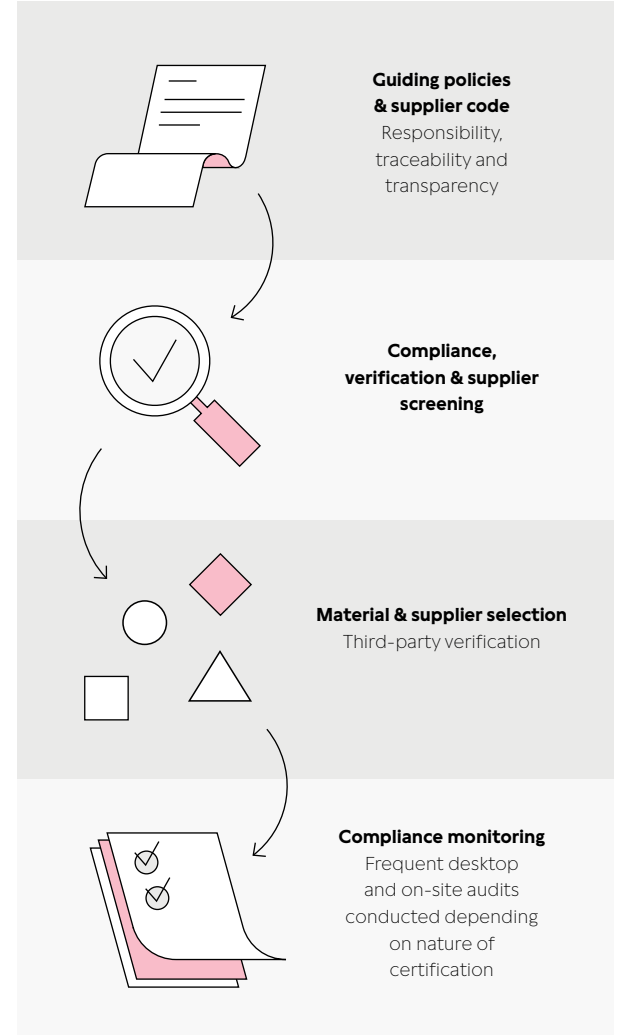 Guiding policies
& supplier code
Responsibility,
traceability and
transparency
Compliance,
verification & supplier
screening
Material & supplier selection
Third-party verification
Compliance monitoring
Frequent desktop
and on-site audits
conducted depending
on nature of
certification